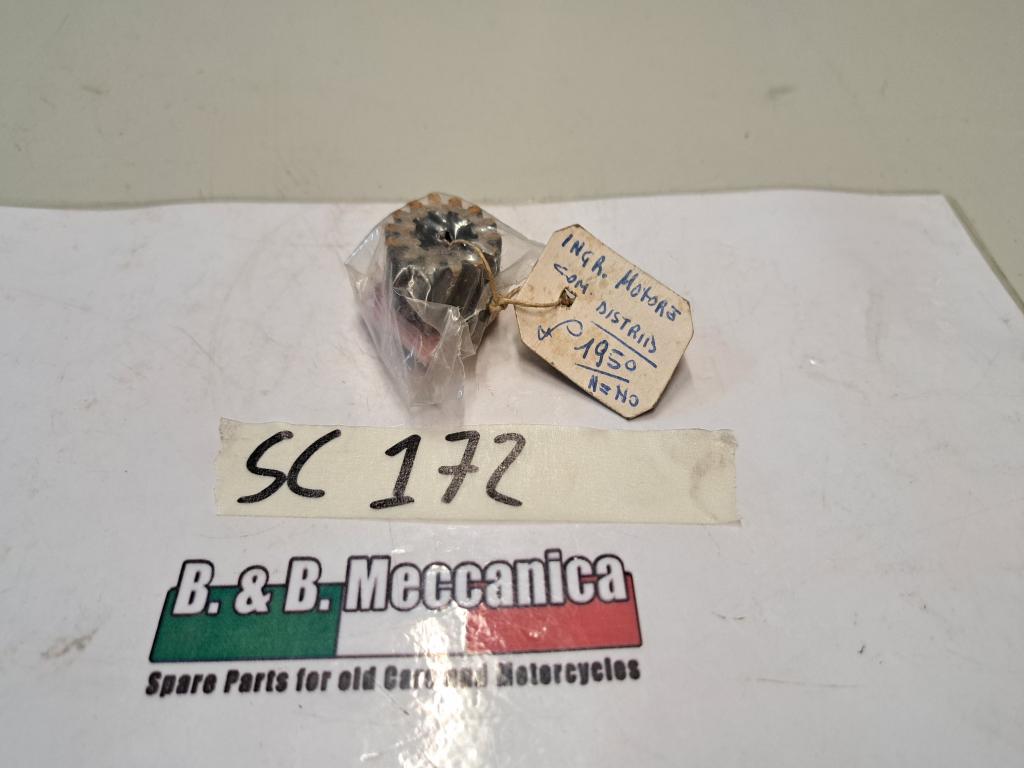 INGR. MOTORE
COM DISTRIB
1950
SC 172
B. & B. Meccanica
Spare Parts for old Cars and Motorcycles